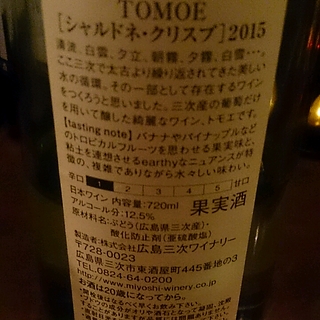 TOMOE
[シャルドネ・クリスプ]2015
清流、白雲、夕立、朝霧、夕霧、白雪…。
ここ三次で太古より繰り返されてきた美しい
水の循環。その一部として存在するワイン
をつくろうと思いました。三次産の葡萄だけ
を用いて醸した綺麗なワイン、トモエです。
[tasting note] バナナやパイナップルなど
のトロピカルフルーツを思わせる果実味と、
粘土を連想させるearthyなニュアンスが特
徴の、複雑でありながら水々しい味わい。
辛口 1 2 3 4 5 甘口
日本ワイン 内容量:720ml 果実酒
アルコール分:12.5%
原材料名:ぶどう(広島県三次産)・
酸化防止剤(亜硫酸塩)
製造者:株式会社広島三次ワイナリー
〒728-0023
広島県三次市東酒屋町445番地の3
TEL.0824-64-0200
http://www.miyoshi-winery.co.jp
お酒は20歳になってから。